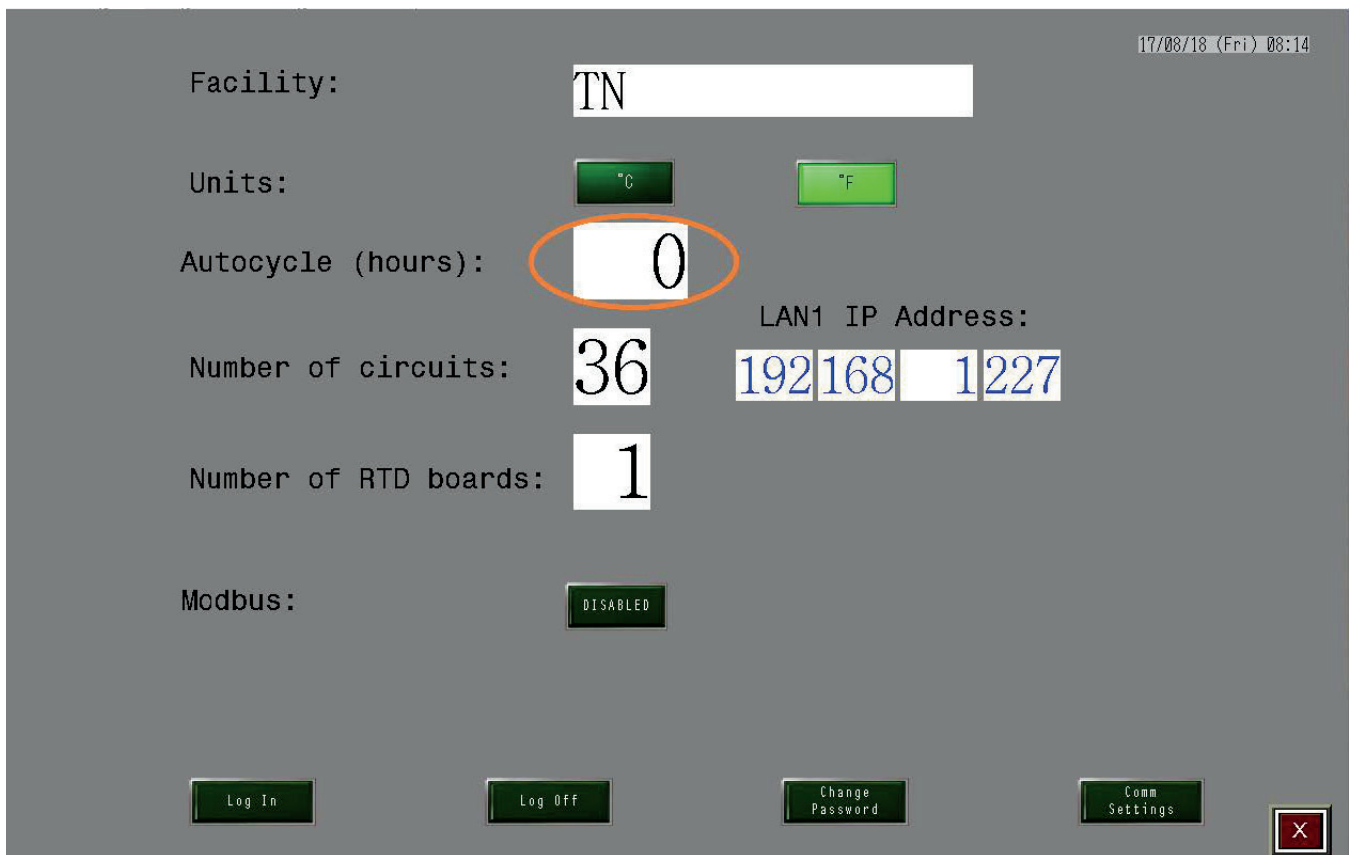 17/08/18 (Fri) 08:14
Facility: TN
Units: °C °F
Autocycle (hours): 0
LAN1 IP Address:
Number of circuits: 36 192 168 1 227
Number of RTD boards: 1
Modbus: DISABLED
Log In Log Off Change Password Comm Settings
X